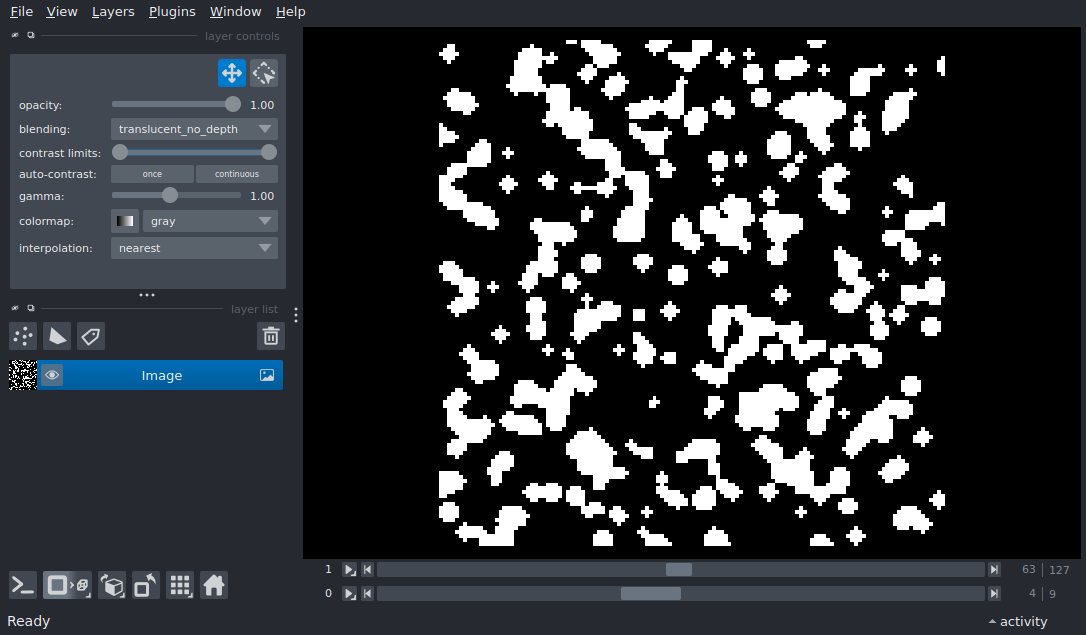 File View Layers Plugins Window Help
layer controls
opacity: 1.00
blending: translucent_no_depth
contrast limits:
auto-contrast: once continuous
gamma: 1.00
colormap: gray
interpolation: nearest
layer list
Image
1 63 127
0 4 9
Ready activity